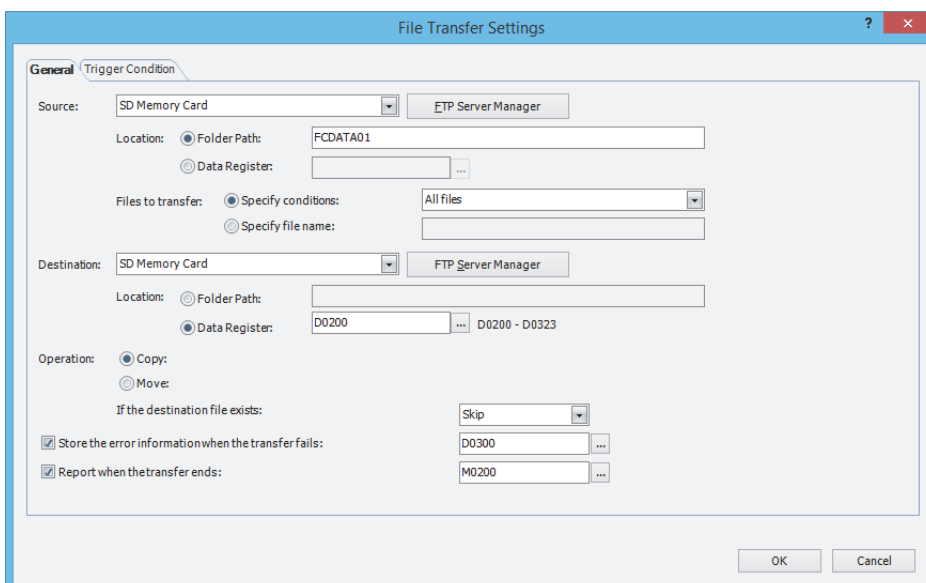 File Transfer Settings ? ×
General Trigger Condition
Source: SD Memory Card FTP Server Manager
Location: Folder Path: FCDATA01
Data Register: ...
Files to transfer: Specify conditions: All files
Specify file name:
Destination: SD Memory Card FTP Server Manager
Location: Folder Path:
Data Register: D0200 ... D0200 - D0323
Operation: Copy:
Move:
If the destination file exists: Skip
Store the error information when the transfer fails: D0300 ...
Report when the transfer ends: M0200 ...
OK Cancel